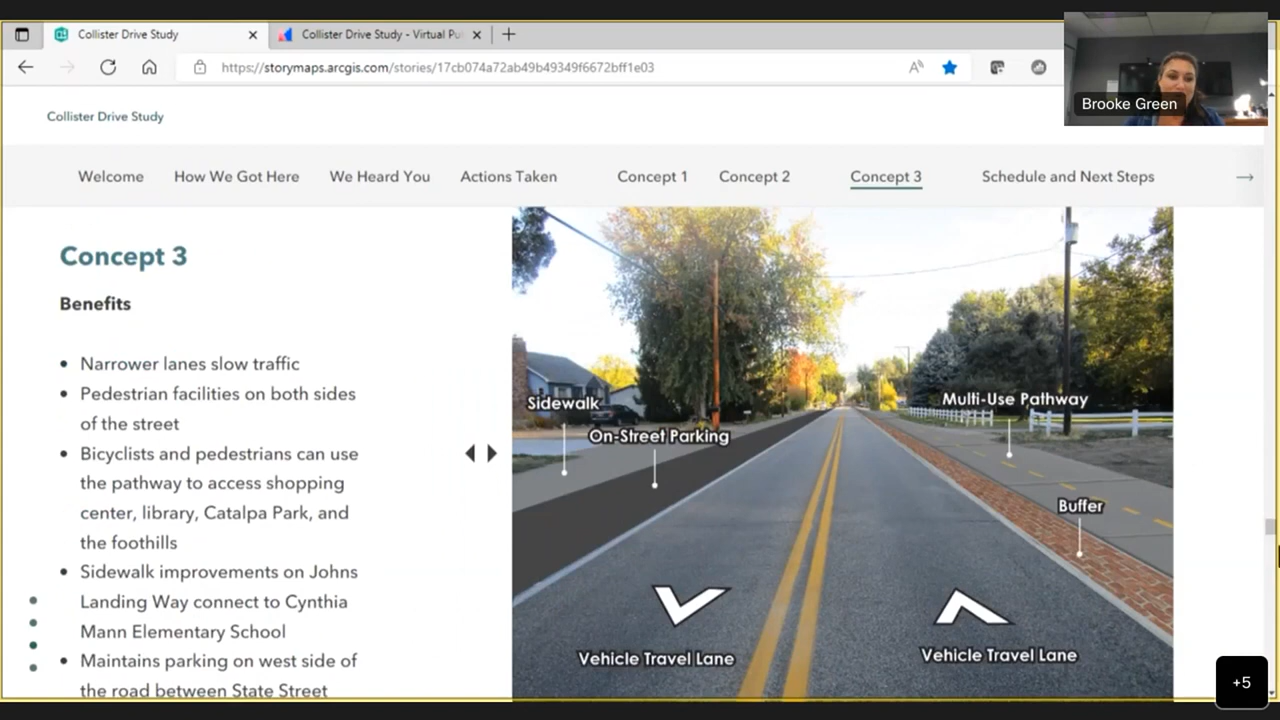 Collister Drive Study
Collister Drive Study - Virtual Pu
https://storymaps.arcgis.com/stories/17cb074a72ab49b49349f6672bff1e03
Brooke Green
Collister Drive Study
Welcome
How We Got Here
We Heard You
Actions Taken
Concept 1
Concept 2
Concept 3
Schedule and Next Steps
Concept 3
Benefits
• Narrower lanes slow traffic
• Pedestrian facilities on both sides
of the street
• Bicyclists and pedestrians can use
the pathway to access shopping
center, library, Catalpa Park, and
the foothills
• Sidewalk improvements on Johns
Landing Way connect to Cynthia
Mann Elementary School
• Maintains parking on west side of
the road between State Street
Sidewalk
On-Street Parking
Multi-Use Pathway
Buffer
Vehicle Travel Lane
Vehicle Travel Lane
+5